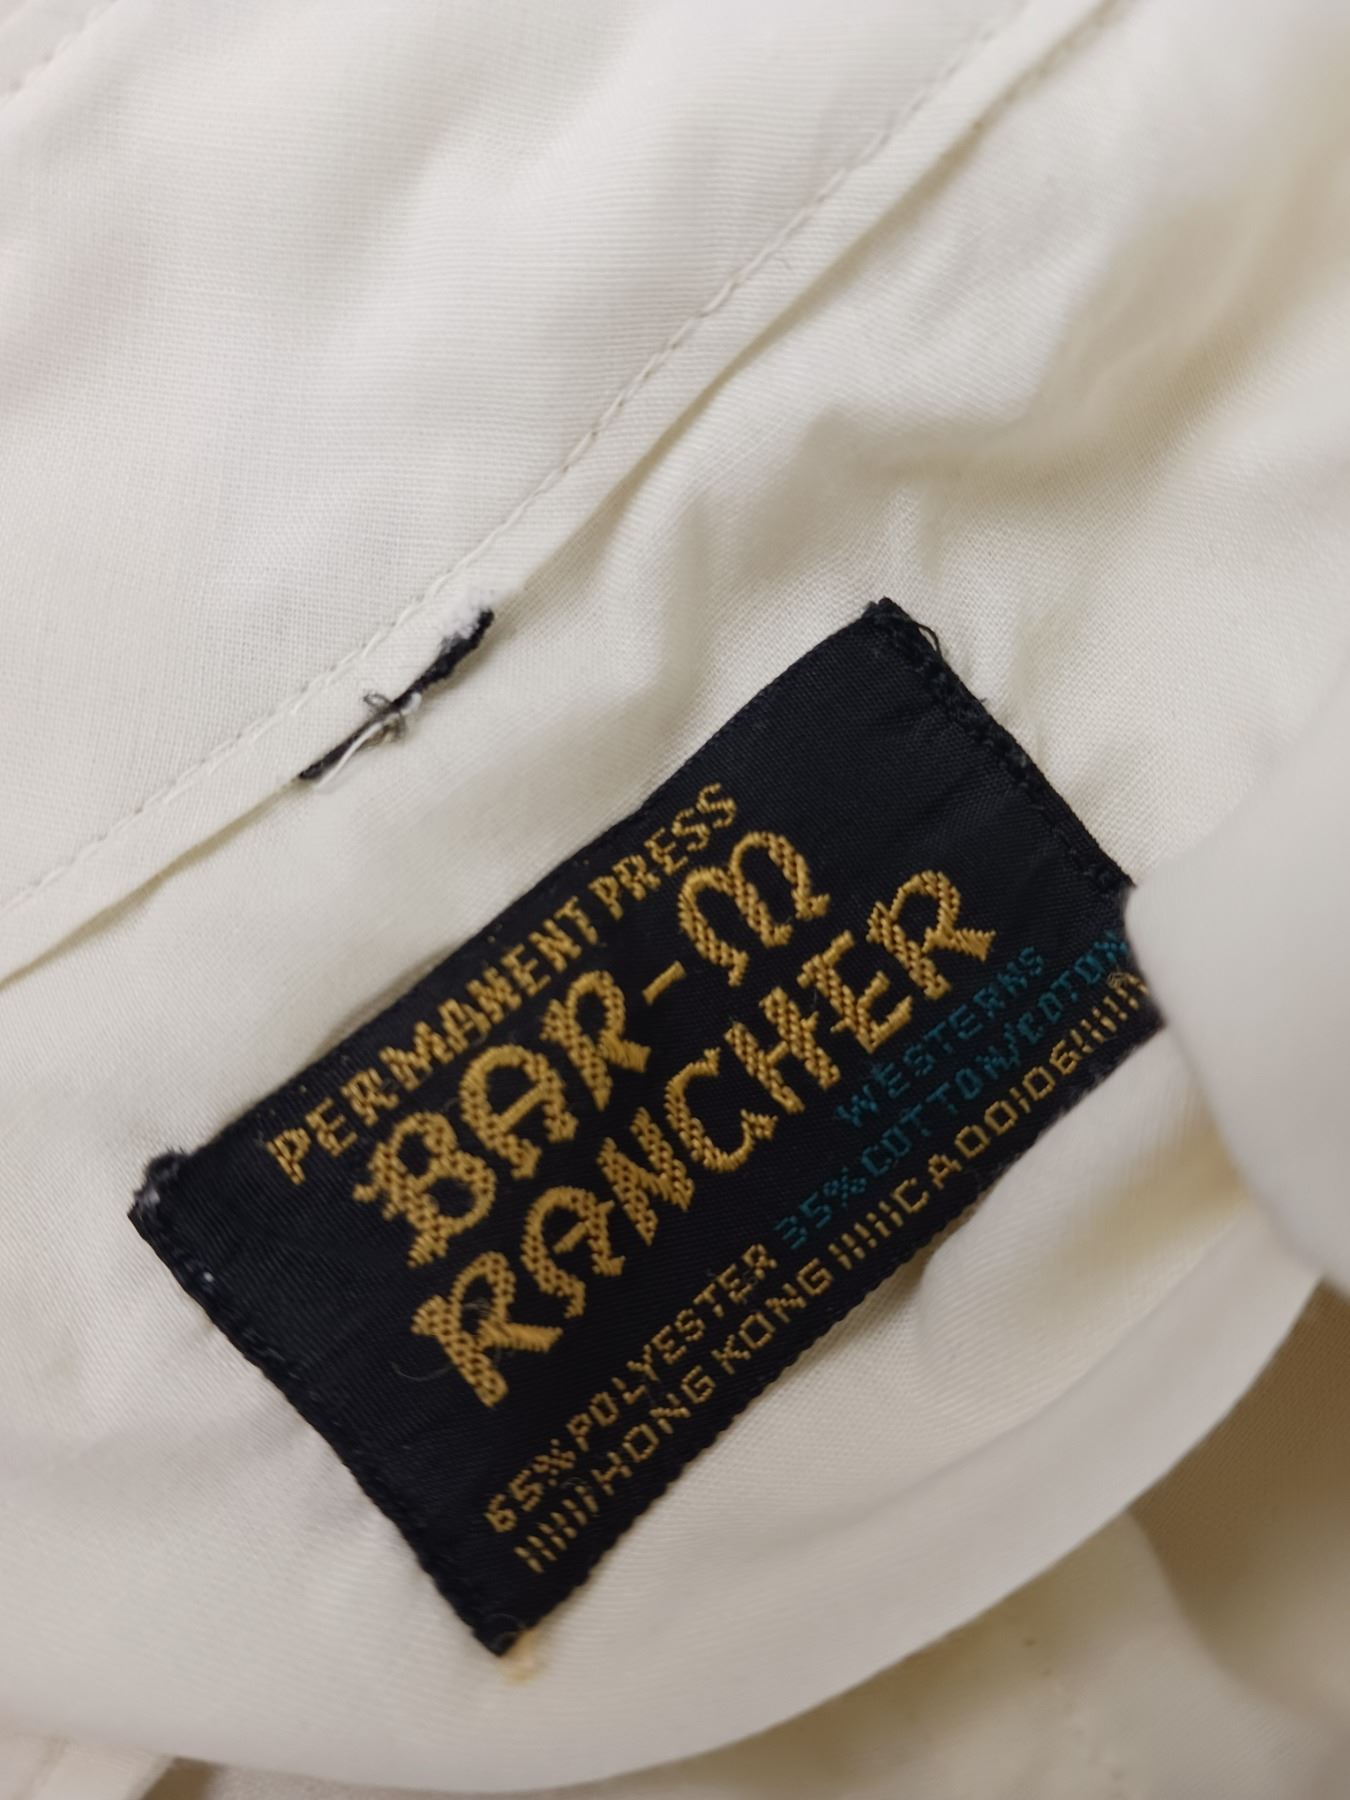 PERMANENT PRESS
BAR-M
RANCHER
WESTERNS
65% POLYESTER 35% COTTON/COTON
HONG KONG CA00106